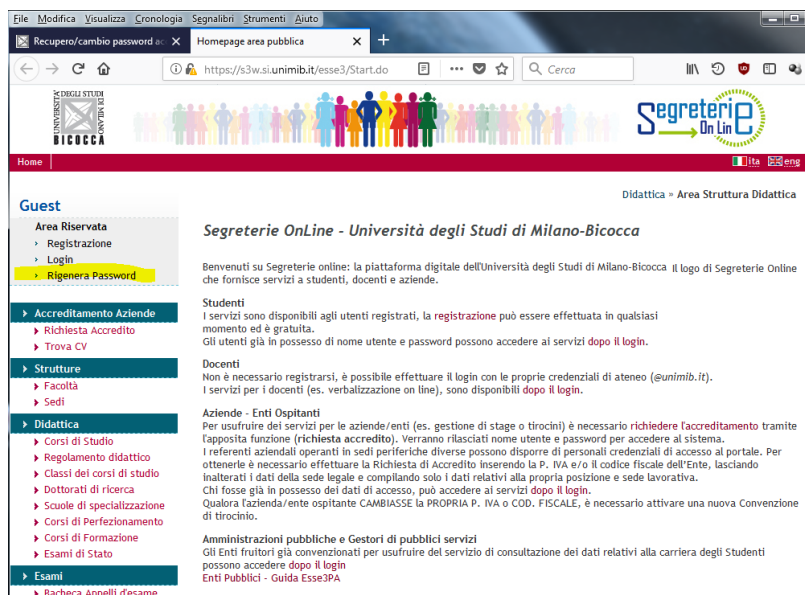 File Modifica Visualizza Cronologia Segnalibri Strumenti Aiuto
Recupero/cambio password ac
Homepage area pubblica
https://s3w.si.unimib.it/esse3/Start.do
Cerca
UNIVERSITÀ DEGLI STUDI DI MILANO
BICOCCA
Segreterie
On Line
Home
ita eng
Didattica » Area Struttura Didattica
Guest
Area Riservata
Registrazione
Login
Rigenera Password
Accreditamento Aziende
Richiesta Accredito
Trova CV
Strutture
Facoltà
Sedi
Didattica
Corsi di Studio
Regolamento didattico
Classi dei corsi di studio
Dottorati di ricerca
Scuole di specializzazione
Corsi di Perfezionamento
Corsi di Formazione
Esami di Stato
Esami
Bacheca Appelli d'esame
Segreterie OnLine - Università degli Studi di Milano-Bicocca
Benvenuti su Segreterie online: la piattaforma digitale dell'Università degli Studi di Milano-Bicocca Il logo di Segreterie Online
che fornisce servizi a studenti, docenti e aziende.
Studenti
I servizi sono disponibili agli utenti registrati, la registrazione può essere effettuata in qualsiasi
momento ed è gratuita.
Gli utenti già in possesso di nome utente e password possono accedere ai servizi dopo il login.
Docenti
Non è necessario registrarsi, è possibile effettuare il login con le proprie credenziali di ateneo (@unimib.it).
I servizi per i docenti (es. verbalizzazione on line), sono disponibili dopo il login.
Aziende - Enti Ospitanti
Per usufruire dei servizi per le aziende/enti (es. gestione di stage o tirocini) è necessario richiedere l'accreditamento tramite
l'apposita funzione (richiesta accredito). Verranno rilasciati nome utente e password per accedere al sistema.
I referenti aziendali operanti in sedi periferiche diverse possono disporre di personali credenziali di accesso al portale. Per
ottenerle è necessario effettuare la Richiesta di Accredito inserendo la P. IVA e/o il codice fiscale dell'Ente, lasciando
inalterati i dati della sede legale e compilando solo i dati relativi alla propria posizione e sede lavorativa.
Chi fosse già in possesso dei dati di accesso, può accedere ai servizi dopo il login.
Qualora l'azienda/ente ospitante CAMBIASSE la PROPRIA P. IVA o COD. FISCALE, è necessario attivare una nuova Convenzione
di tirocinio.
Amministrazioni pubbliche e Gestori di pubblici servizi
Gli Enti fruitori già convenzionati per usufruire del servizio di consultazione dei dati relativi alla carriera degli Studenti
possono accedere dopo il login
Enti Pubblici - Guida Esse3PA